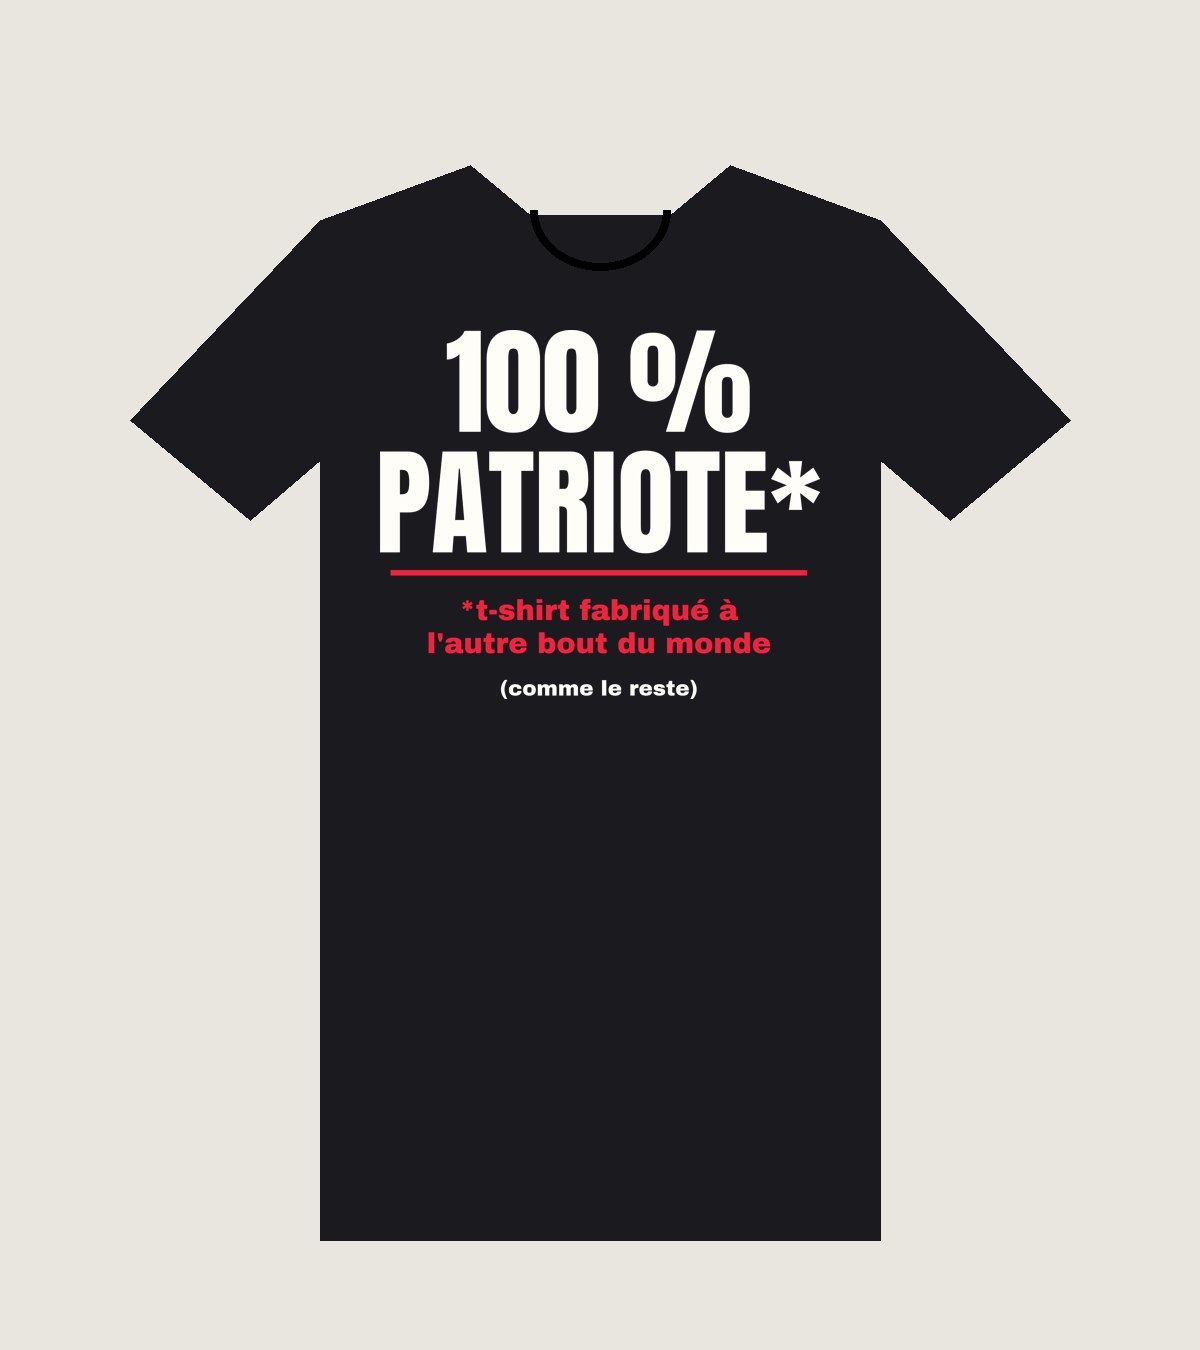 100 %
PATRIOTE*
*t-shirt fabriqué à
l'autre bout du monde
(comme le reste)